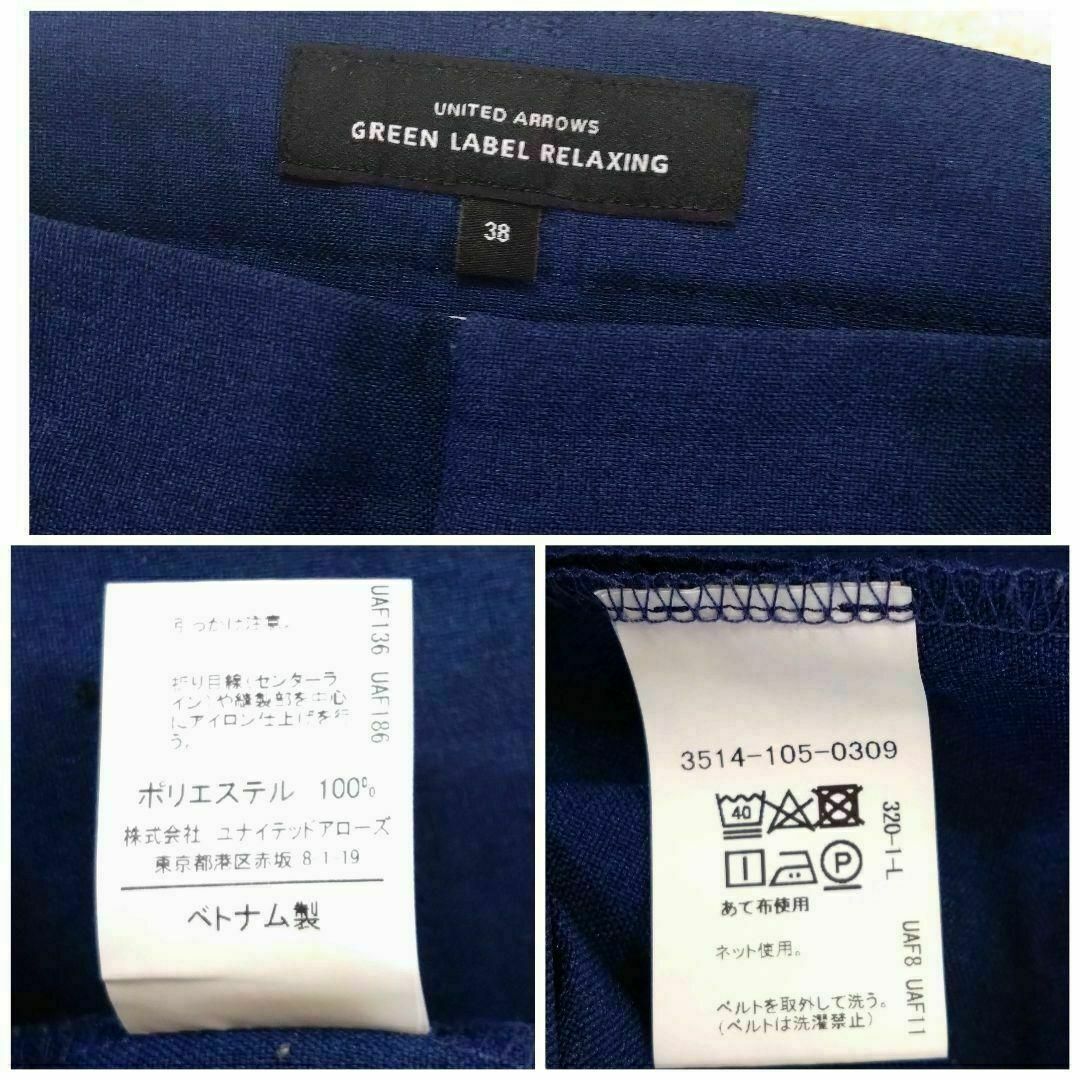 UNITED ARROWS
GREEN LABEL RELAXING
38
引っかけ注意。
折り目線(センターラ
イン)や縫製部を中心
にアイロン仕上げを行
う。
ポリエステル 100%
株式会社 ユナイテッドアローズ
東京都港区赤坂 8-1-19
ベトナム製
UAF136 UAF186
3514-105-0309
40
P
あて布使用
ネット使用。
ベルトを取外して洗う。
(ベルトは洗濯禁止)
320-1-L
UAF8 UAF11